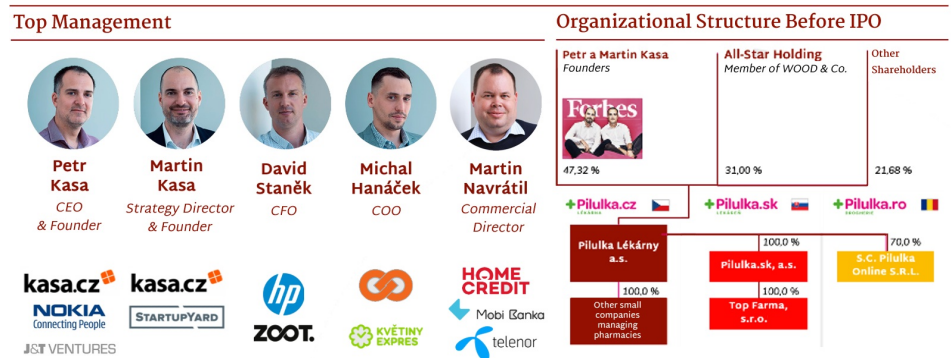 Top Management
Petr
Kasa
CEO
& Founder
Martin
Kasa
Strategy Director
& Founder
David
Staněk
CFO
Michal
Hanáček
COO
Martin
Navrátil
Commercial
Director
kasa.cz
NOKIA
Connecting People
J&T VENTURES
kasa.cz
STARTUPYARD
hp
ZOOT.
KVĚTINY
EXPRES
HOME
CREDIT
Mobi Banka
telenor
Organizational Structure Before IPO
Petr a Martin Kasa
Founders
Forbes
47,32 %
All-Star Holding
Member of WOOD & Co.
31,00 %
Other
Shareholders
21,68 %
+Pilulka.cz
LÉKÁRNA
+Pilulka.sk
LEKÁREŇ
+Pilulka.ro
DROGHERIE
Pilulka Lékárny
a.s.
100,0 %
Other small
companies
managing
pharmacies
100,0 %
Pilulka.sk, a.s.
100,0 %
Top Farma,
s.r.o.
70,0 %
S.C. Pilulka
Online S.R.L.